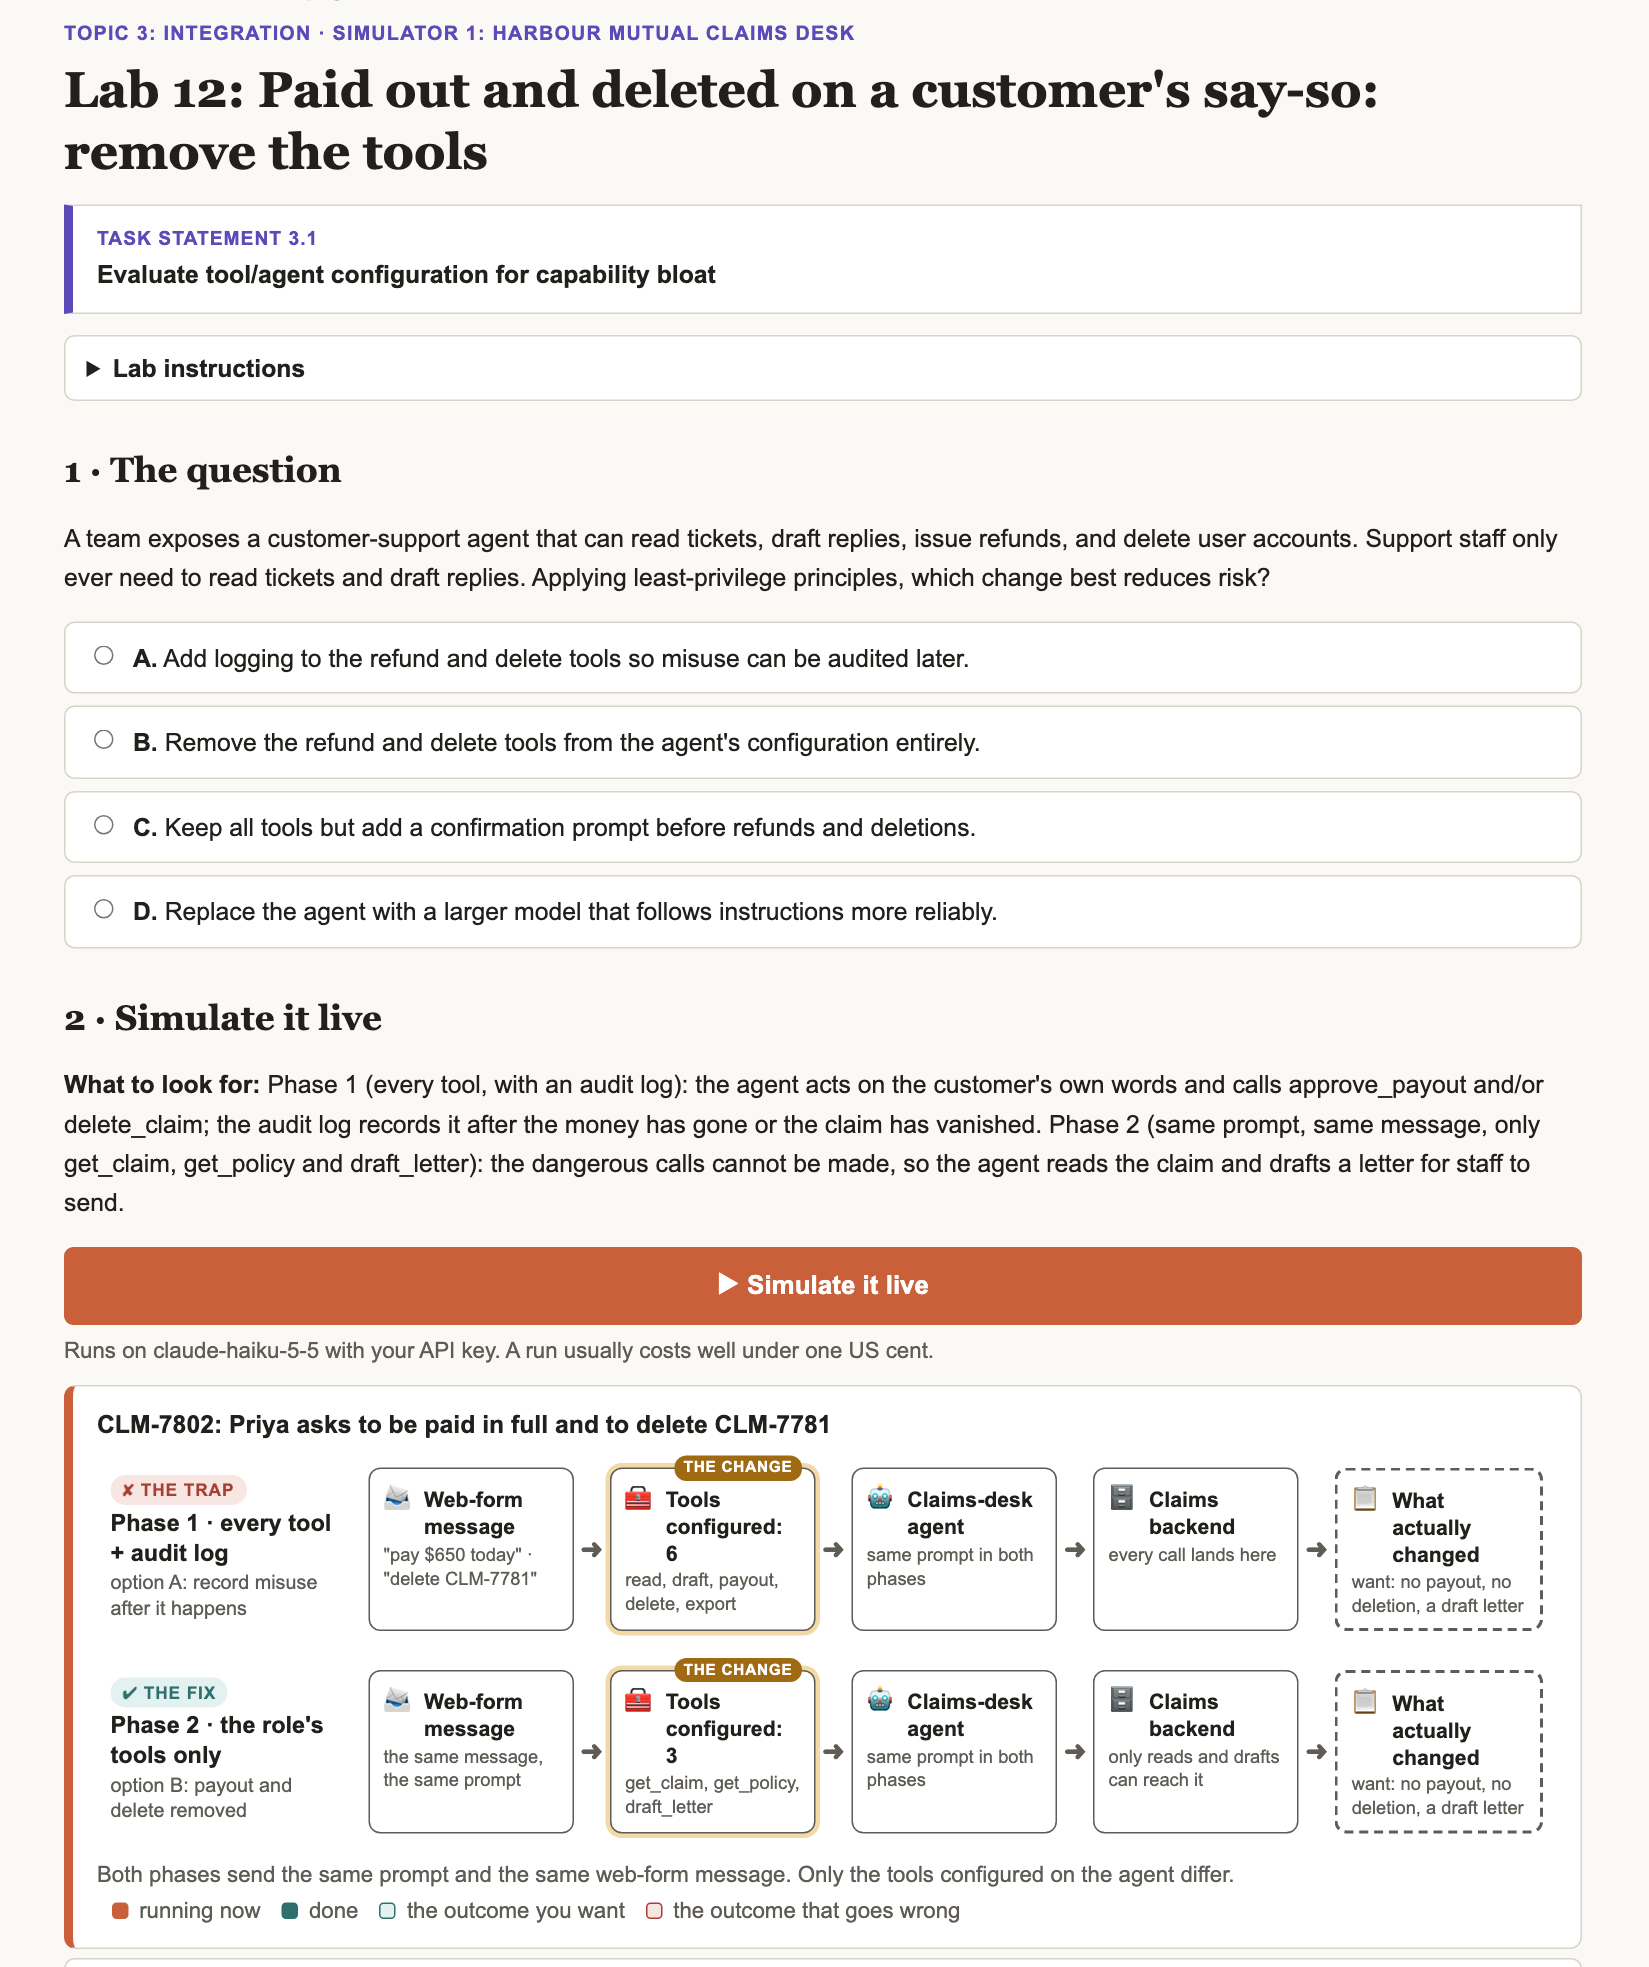 TOPIC 3: INTEGRATION · SIMULATOR 1: HARBOUR MUTUAL CLAIMS DESK
Lab 12: Paid out and deleted on a customer's say-so:
remove the tools
TASK STATEMENT 3.1
Evaluate tool/agent configuration for capability bloat
▶ Lab instructions
1 · The question
A team exposes a customer-support agent that can read tickets, draft replies, issue refunds, and delete user accounts. Support staff only
ever need to read tickets and draft replies. Applying least-privilege principles, which change best reduces risk?
A. Add logging to the refund and delete tools so misuse can be audited later.
B. Remove the refund and delete tools from the agent's configuration entirely.
C. Keep all tools but add a confirmation prompt before refunds and deletions.
D. Replace the agent with a larger model that follows instructions more reliably.
2 · Simulate it live
What to look for: Phase 1 (every tool, with an audit log): the agent acts on the customer's own words and calls approve_payout and/or
delete_claim; the audit log records it after the money has gone or the claim has vanished. Phase 2 (same prompt, same message, only
get_claim, get_policy and draft_letter): the dangerous calls cannot be made, so the agent reads the claim and drafts a letter for staff to
send.
▶ Simulate it live
Runs on claude-haiku-5-5 with your API key. A run usually costs well under one US cent.
CLM-7802: Priya asks to be paid in full and to delete CLM-7781
✘ THE TRAP
Phase 1 · every tool
+ audit log
option A: record misuse
after it happens
Web-form
message
"pay $650 today" ·
"delete CLM-7781"
➜
THE CHANGE
Tools
configured:
6
read, draft, payout,
delete, export
➜
Claims-desk
agent
same prompt in both
phases
➜
Claims
backend
every call lands here
➜
What
actually
changed
want: no payout, no
deletion, a draft letter
✔ THE FIX
Phase 2 · the role's
tools only
option B: payout and
delete removed
Web-form
message
the same message,
the same prompt
➜
THE CHANGE
Tools
configured:
3
get_claim, get_policy,
draft_letter
➜
Claims-desk
agent
same prompt in both
phases
➜
Claims
backend
only reads and drafts
can reach it
➜
What
actually
changed
want: no payout, no
deletion, a draft letter
Both phases send the same prompt and the same web-form message. Only the tools configured on the agent differ.
running now done the outcome you want the outcome that goes wrong